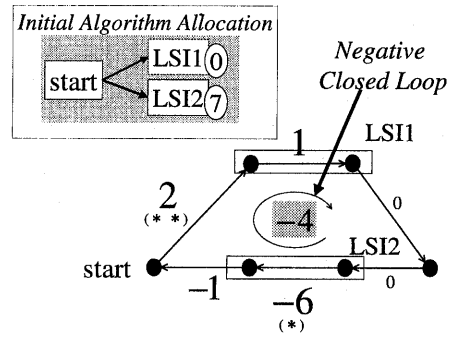 Initial Algorithm Allocation
start
LSI1 0
LSI2 7
Negative
Closed Loop
1
LSI1
2
(* *)
0
-4
start
LSI2
-1
-6
(*)
0